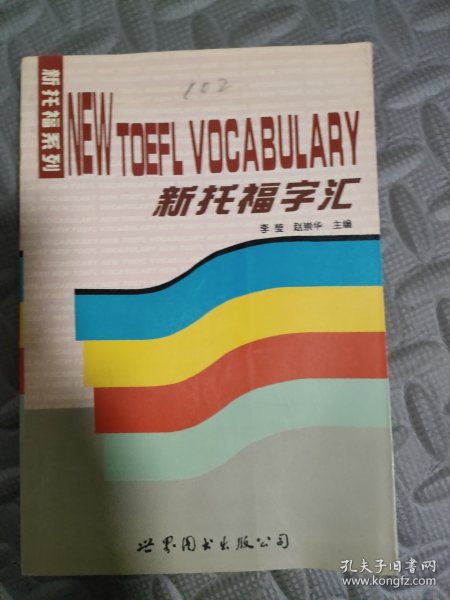 新托福系列
102
NEW TOEFL VOCABULARY
新托福字汇
李莹 赵崇华 主编
世界图书出版公司
孔夫子旧书网
www.kongfz.com